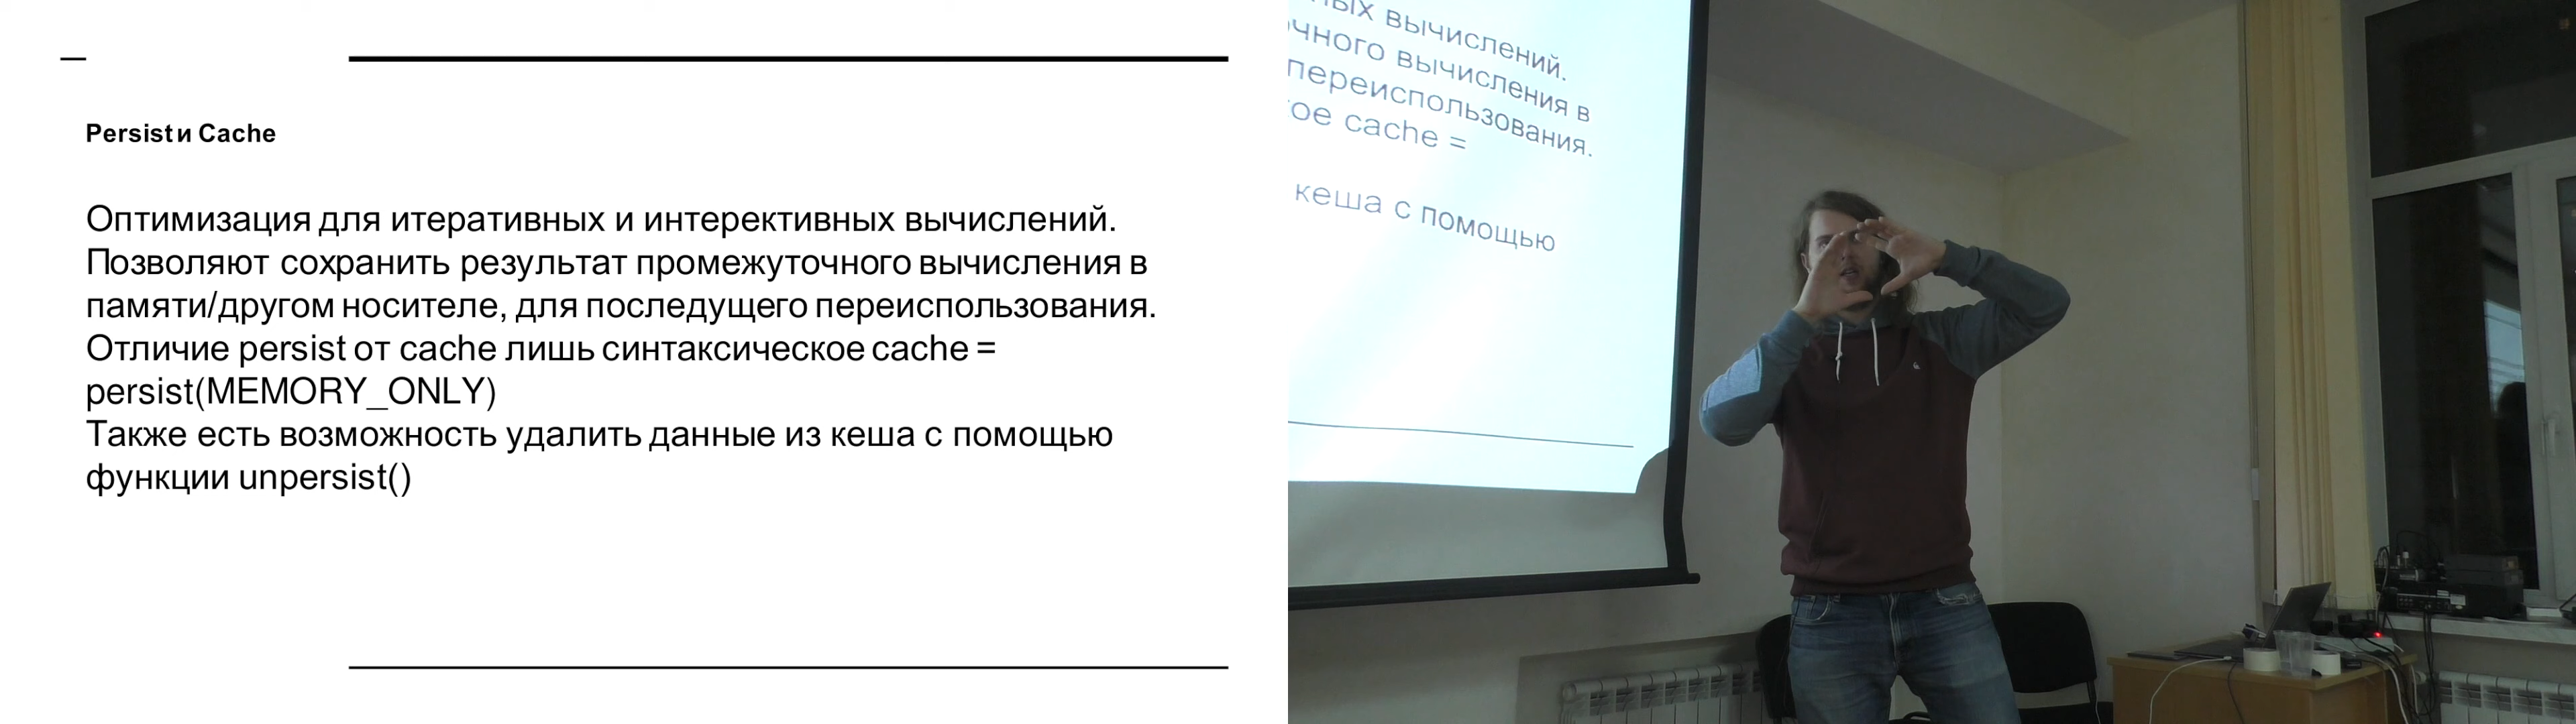 Persist и Cache
Оптимизация для итеративных и интерективных вычислений.
Позволяют сохранить результат промежуточного вычисления в
памяти/другом носителе, для последущего переиспользования.
Отличие persist от cache лишь синтаксическое cache =
persist(MEMORY_ONLY)
Также есть возможность удалить данные из кеша с помощью
функции unpersist()
ных вычислений.
чного вычисления в
переиспользования.
ое cache =
кеша с помощью